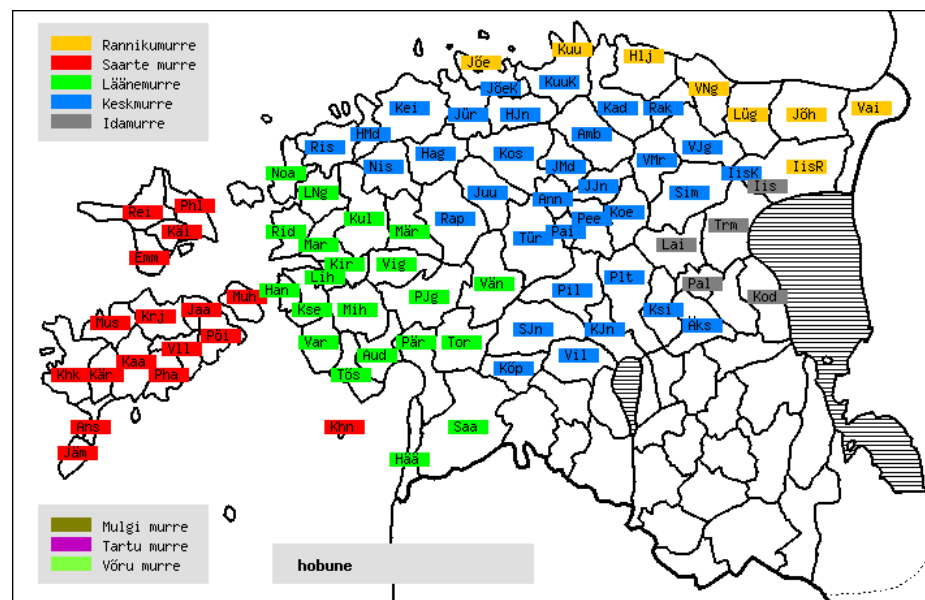 Rannikumurre
Saarte murre
Läänemurre
Keskmurre
Idamurre
Kuu
Hlj
Jõe
KuuK
VNg
JõeK
Kei
Jür
HJn
Kad
Rak
Lüg
Jõh
Vai
HMd
Ris
Amb
VJg
Hag
Kos
Nis
JMd
VMr
IisR
Noa
IisK
Iis
LNg
Juu
Ann
JJn
Sim
Rei
Phl
Kul
Rap
Pee
Koe
Trm
Käl
Rid
Mar
Mär
Tür
Pai
Lai
Emm
Kir
Vig
Lih
Plt
Han
Muh
Vän
Pil
Pal
Kod
PJg
Kse
Mih
Ksi
Jaa
Krj
Mus
Äks
Pöi
SJn
KJn
Var
Pär
Tor
Vll
Kaa
Aud
Vil
Khk
Kär
Pha
Tõs
Kõp
Ans
Khn
Saa
Jäm
Hää
Mulgi murre
Tartu murre
Võru murre
hobune